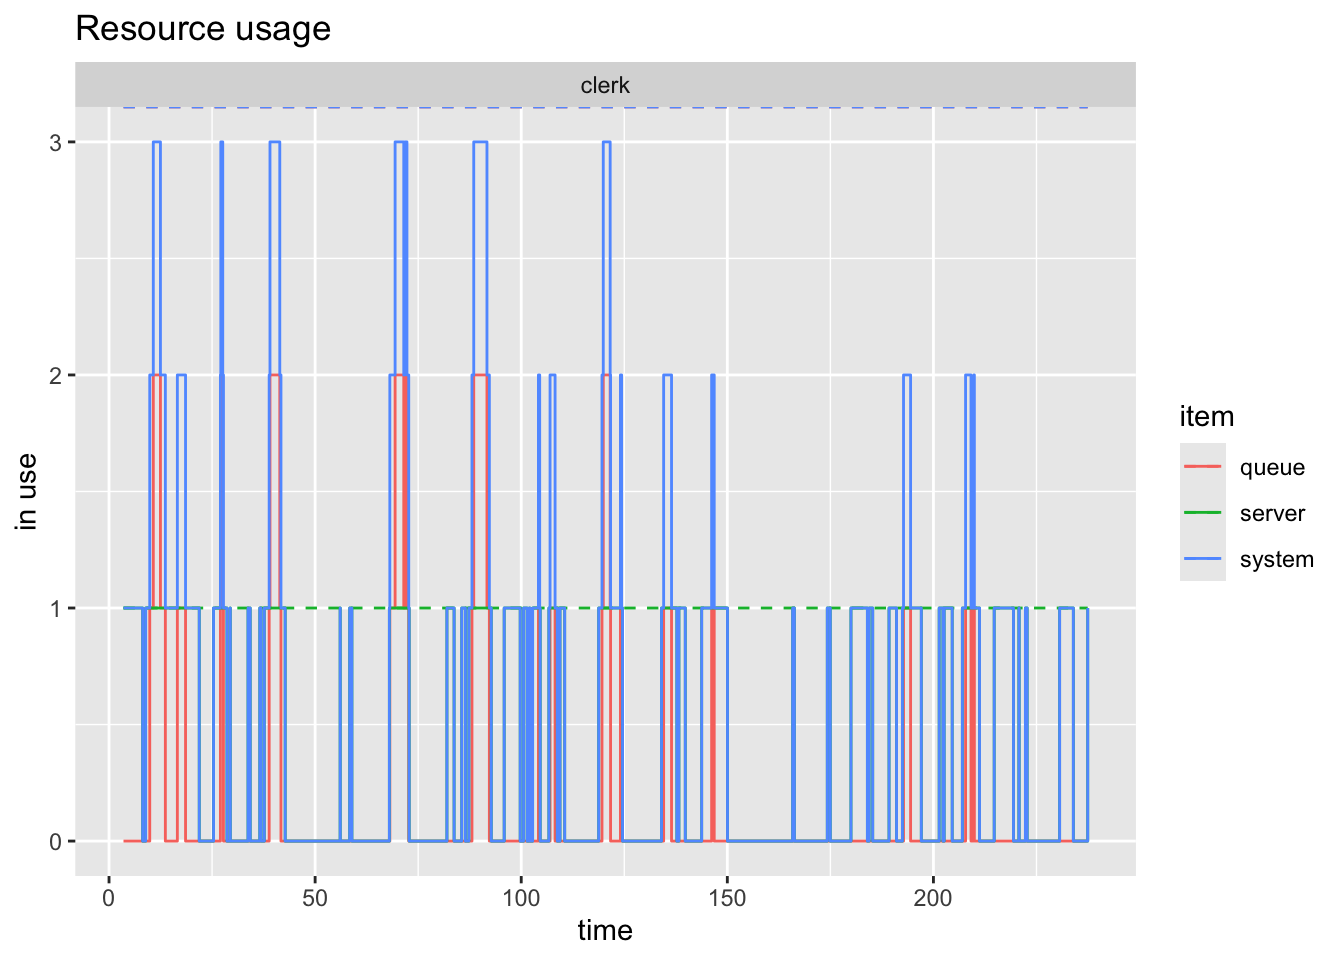 Resource usage
clerk
3
2
1
0
in use
0 50 100 150 200
time
item
queue
server
system